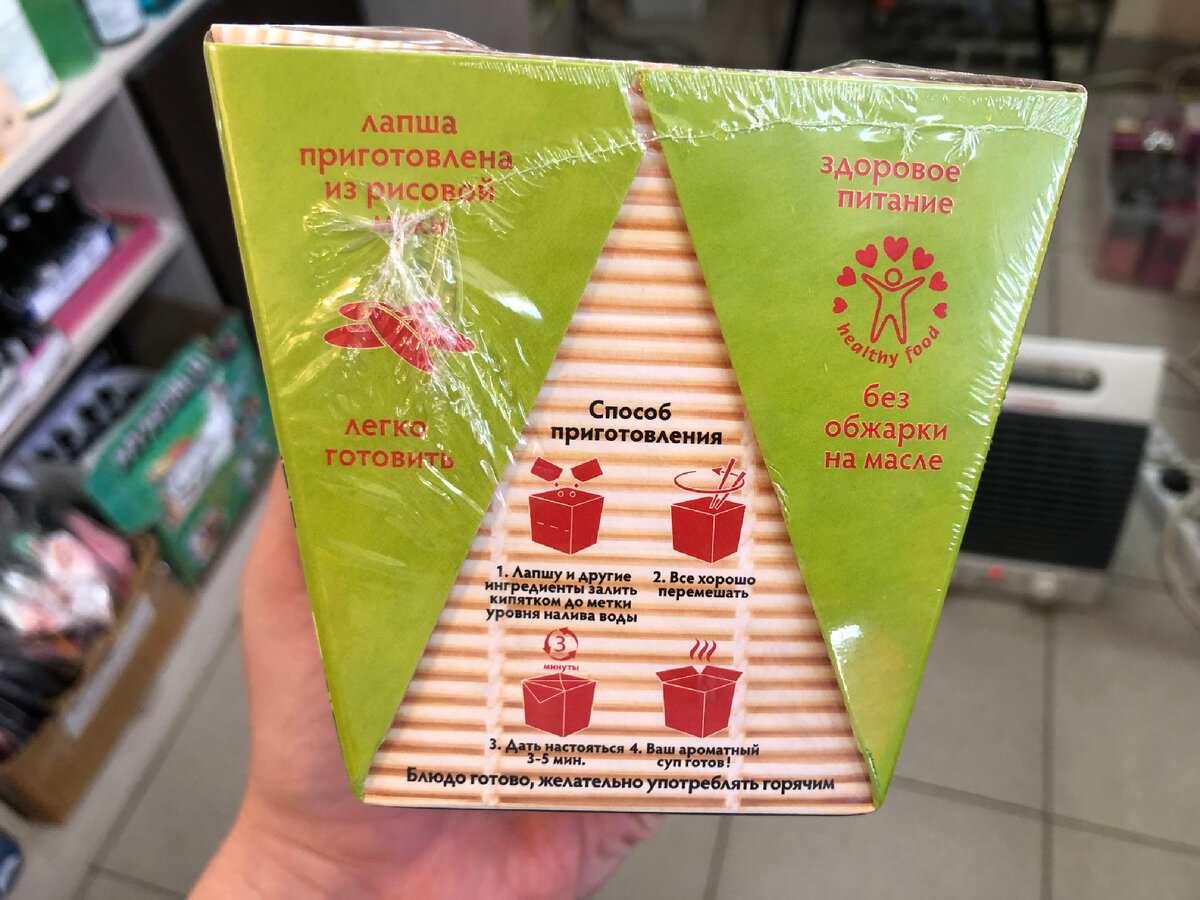 лапша
приготовлена
из рисовой
легко
готовить
здоровое
питание
healthy food
без
обжарки
на масле
Способ
приготовления
1. Лапшу и другие
ингредиенты залить
кипятком до метки
уровня налива воды
2. Все хорошо
перемешать
3
минуты
3. Дать настояться
3-5 мин.
4. Ваш ароматный
суп готов!
Блюдо готово, желательно употреблять горячим